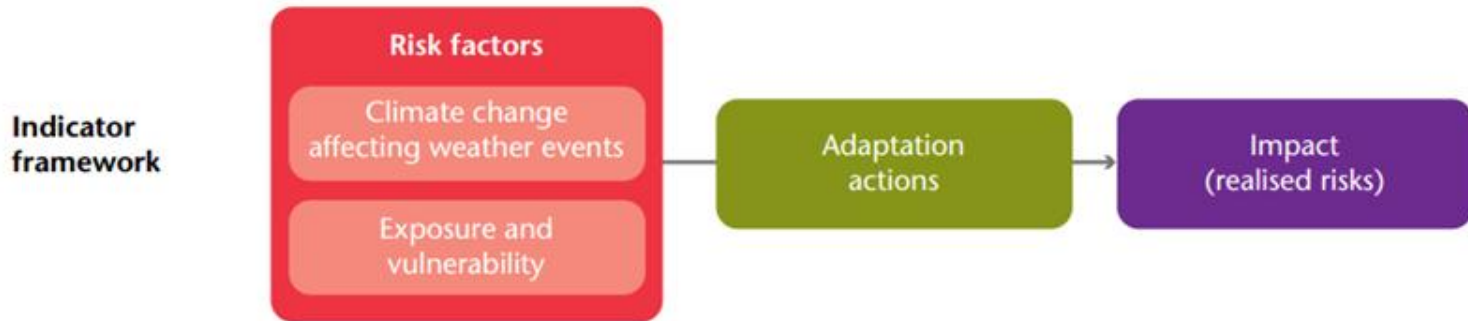 Indicator
framework
Risk factors
Climate change
affecting weather events
Exposure and
vulnerability
Adaptation
actions
Impact
(realised risks)